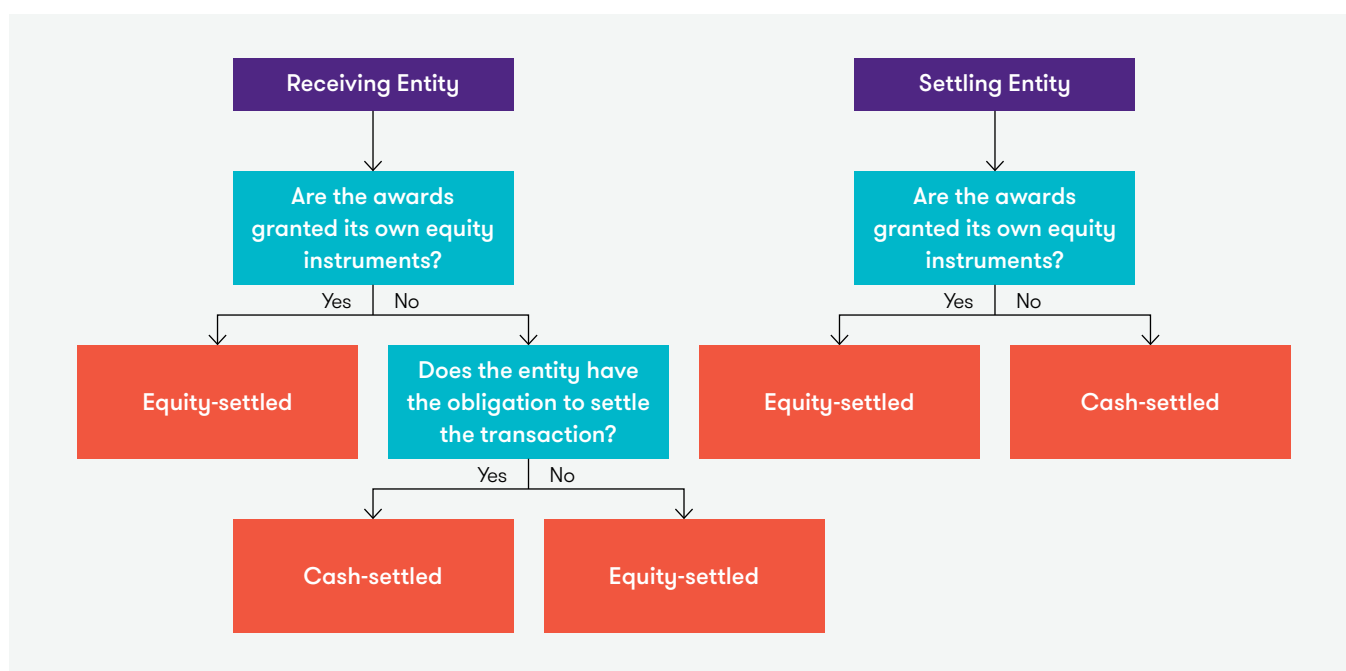 Receiving Entity
Settling Entity
Are the awards
granted its own equity
instruments?
Are the awards
granted its own equity
instruments?
Yes
No
Yes
No
Equity-settled
Does the entity have
the obligation to settle
the transaction?
Equity-settled
Cash-settled
Yes
No
Cash-settled
Equity-settled